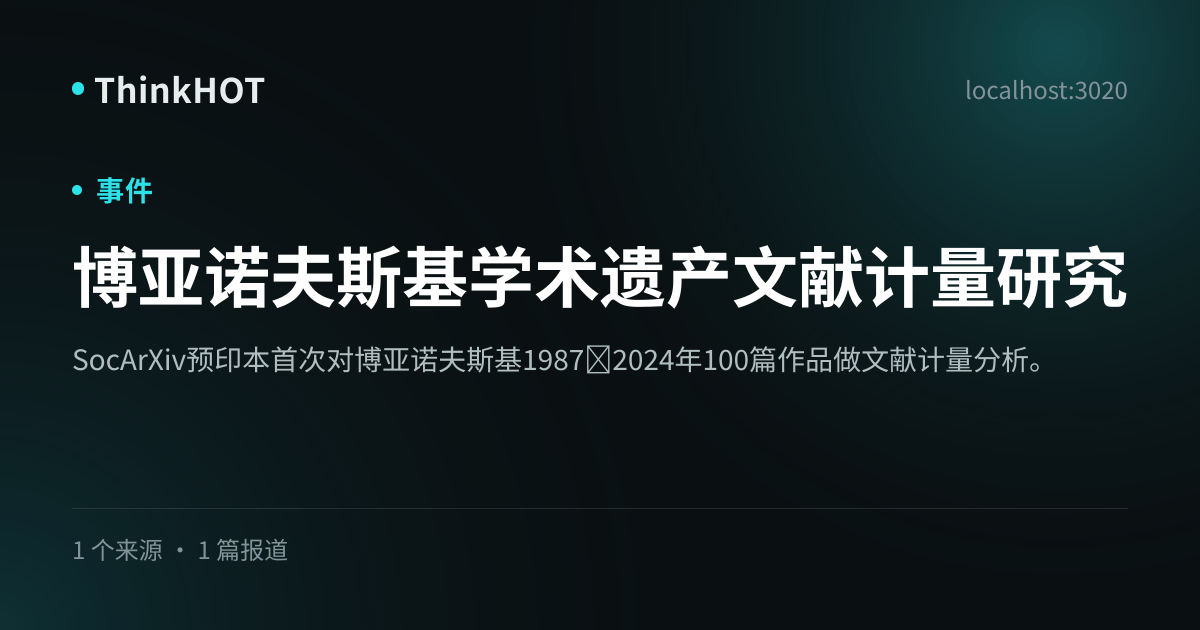 ThinkHOT
localhost:3020
事件
博亚诺夫斯基学术遗产文献计量研究
SocArXiv预印本首次对博亚诺夫斯基1987☒2024年100篇作品做文献计量分析。
1 个来源 · 1 篇报道